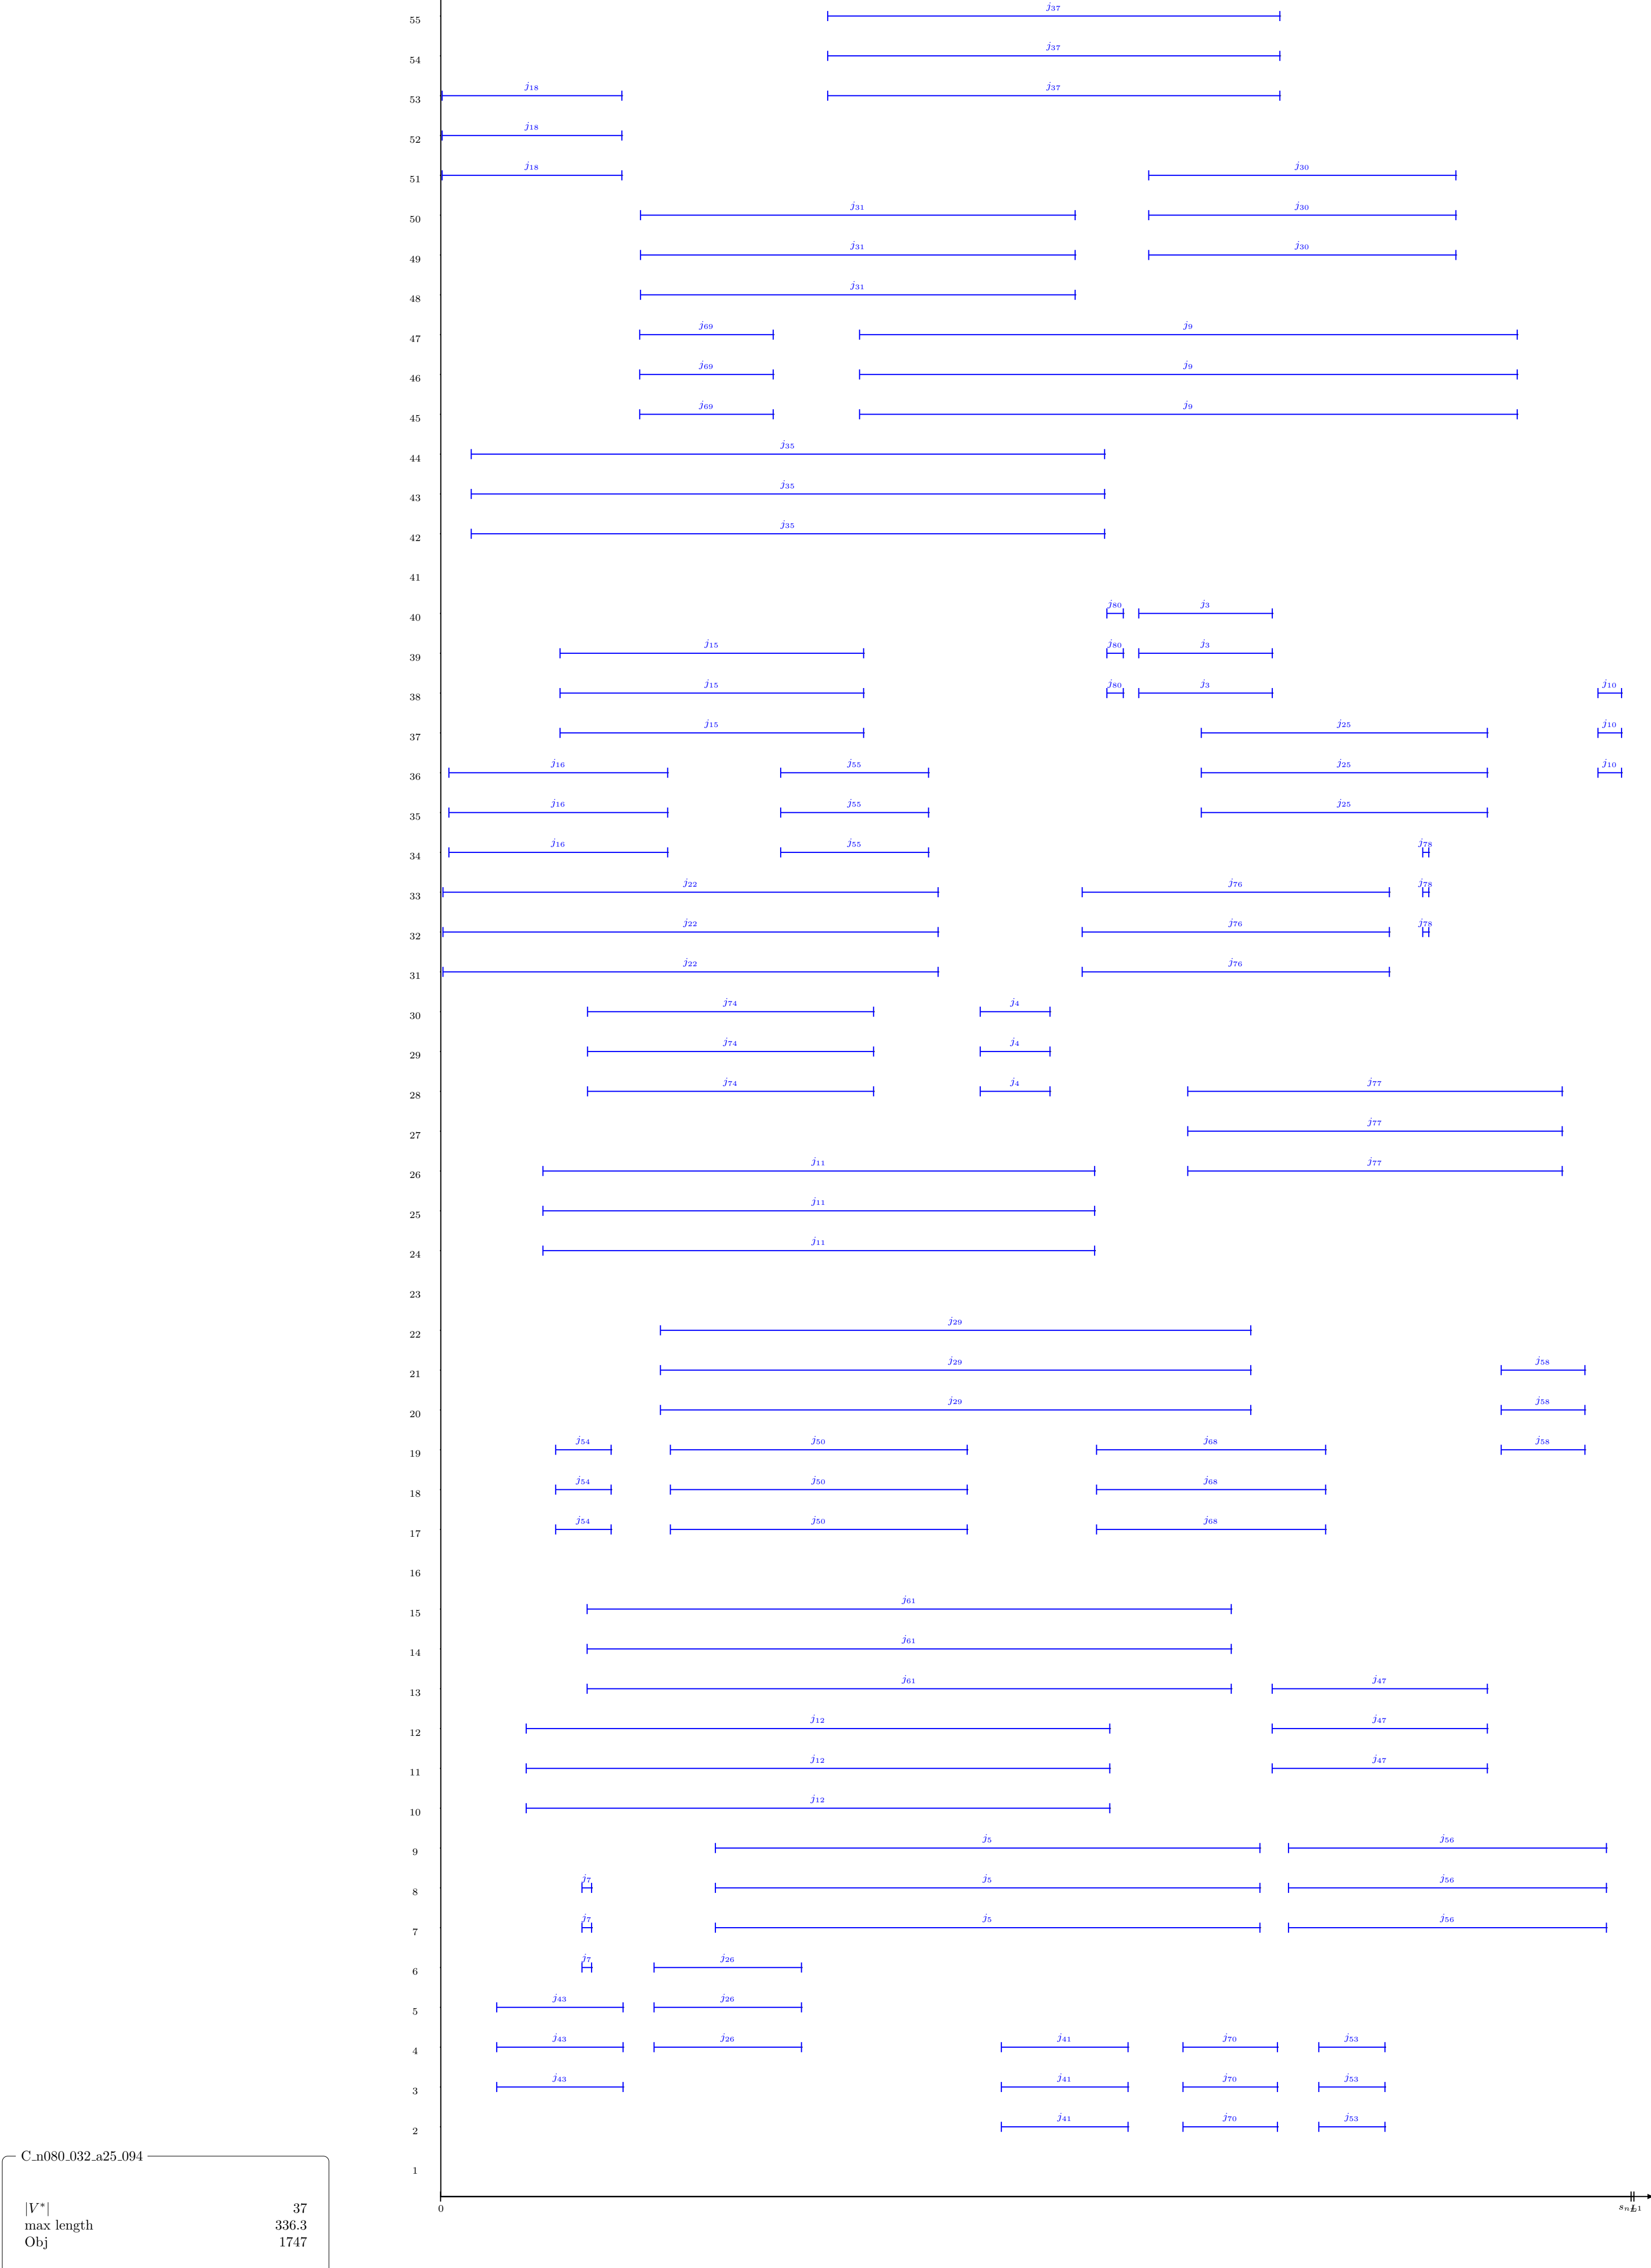 j37
55
j37
54
j18 j37
53
j18
52
j18 j30
51
j31 j30
50
j31 j30
49
j31
48
j69 j9
47
j69 j9
46
j69 j9
45
j35
44
j35
43
j35
42
41
j80 j3
40
j15 j80 j3
39
j15 j80 j3 j10
38
j15 j25 j10
37
j16 j55 j25 j10
36
j16 j55 j25
35
j16 j55 j78
34
j22 j76 j78
33
j22 j76 j78
32
j22 j76
31
j74 j4
30
j74 j4
29
j74 j4 j77
28
j77
27
j11 j77
26
j11
25
j11
24
23
j29
22
j29 j58
21
j29 j58
20
j54 j50 j68 j58
19
j54 j50 j68
18
j54 j50 j68
17
16
j61
15
j61
14
j61 j47
13
j12 j47
12
j12 j47
11
j12
10
j5 j56
9
j7 j5 j56
8
j7 j5 j56
7
j7 j26
6
j43 j26
5
j43 j26 j41 j70 j53
4
j43 j41 j70 j53
3
j41 j70 j53
2
C_n080_032_a25_094
1
0
|V*| 37
max length 336.3
Obj 1747